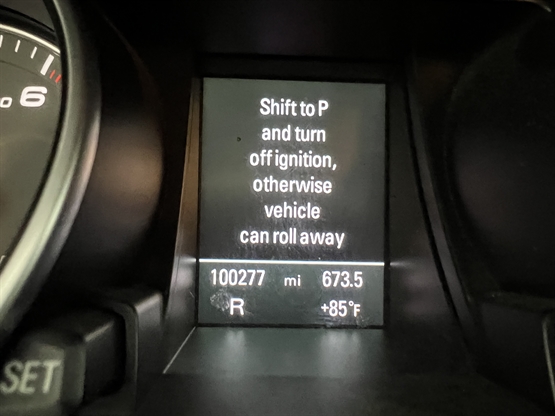 Shift to P
and turn
off ignition,
otherwise
vehicle
can roll away
100277 mi 673.5
R +85°F
6
SET